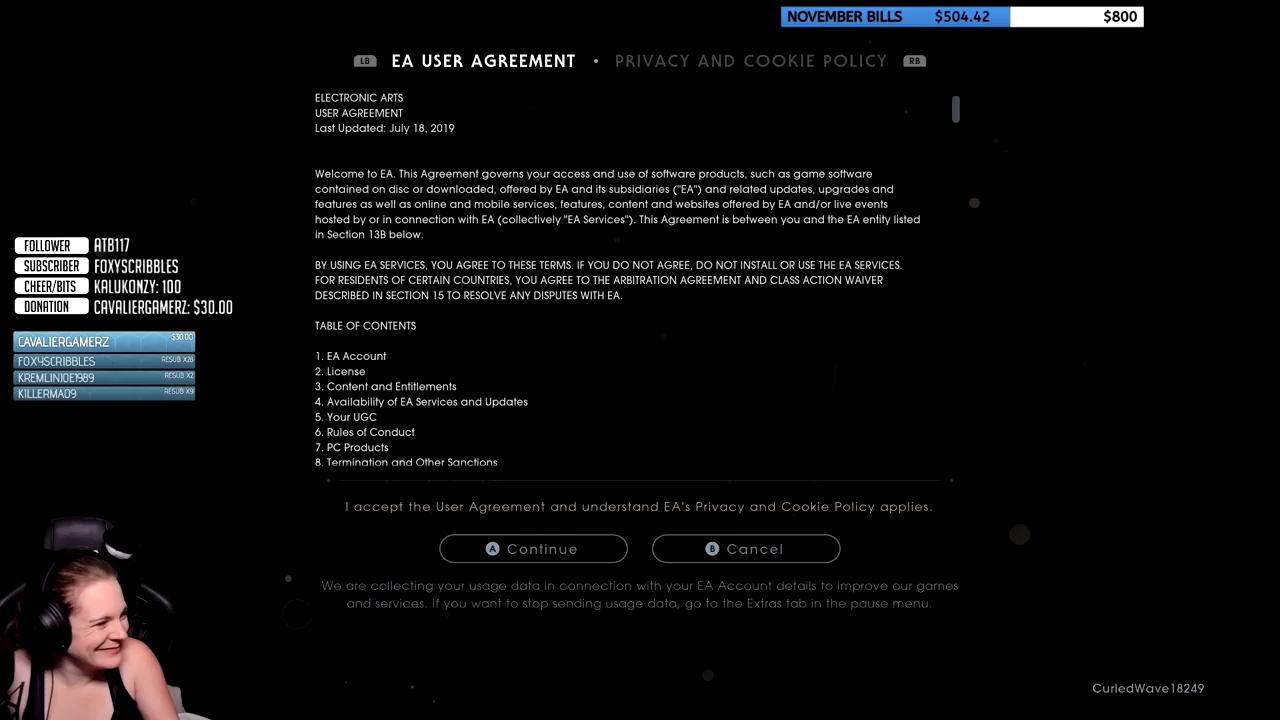 NOVEMBER BILLS $504.42 $800
LB EA USER AGREEMENT • PRIVACY AND COOKIE POLICY RB
ELECTRONIC ARTS
USER AGREEMENT
Last Updated: July 18, 2019
Welcome to EA. This Agreement governs your access and use of software products, such as game software
contained on disc or downloaded, offered by EA and its subsidiaries ("EA") and related updates, upgrades and
features as well as online and mobile services, features, content and websites offered by EA and/or live events
hosted by or in connection with EA (collectively "EA Services"). This Agreement is between you and the EA entity listed
in Section 13B below.
BY USING EA SERVICES, YOU AGREE TO THESE TERMS. IF YOU DO NOT AGREE, DO NOT INSTALL OR USE THE EA SERVICES.
FOR RESIDENTS OF CERTAIN COUNTRIES, YOU AGREE TO THE ARBITRATION AGREEMENT AND CLASS ACTION WAIVER
DESCRIBED IN SECTION 15 TO RESOLVE ANY DISPUTES WITH EA.
TABLE OF CONTENTS
1. EA Account
2. License
3. Content and Entitlements
4. Availability of EA Services and Updates
5. Your UGC
6. Rules of Conduct
7. PC Products
8. Termination and Other Sanctions
FOLLOWER ATB117
SUBSCRIBER FOXYSCRIBBLES
CHEER/BITS KALUKONZY: 100
DONATION CAVALIERGAMERZ: $30.00
CAVALIERGAMERZ $30.00
FOXYSCRIBBLES RESUB X28
KREMLINJOE1989 RESUB X2
KILLERMA09 RESUB X9
I accept the User Agreement and understand EA's Privacy and Cookie Policy applies.
A Continue B Cancel
We are collecting your usage data in connection with your EA Account details to improve our games
and services. If you want to stop sending usage data, go to the Extras tab in the pause menu.
CurledWave18249